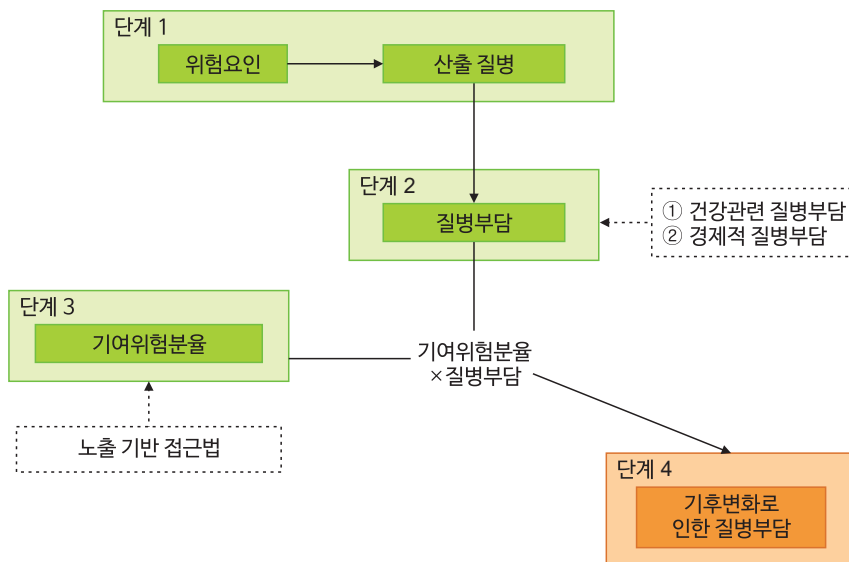 단계 1
위험요인
산출 질병
단계 2
질병부담
① 건강관련 질병부담
② 경제적 질병부담
단계 3
기여위험분율
기여위험분율
×질병부담
노출 기반 접근법
단계 4
기후변화로
인한 질병부담